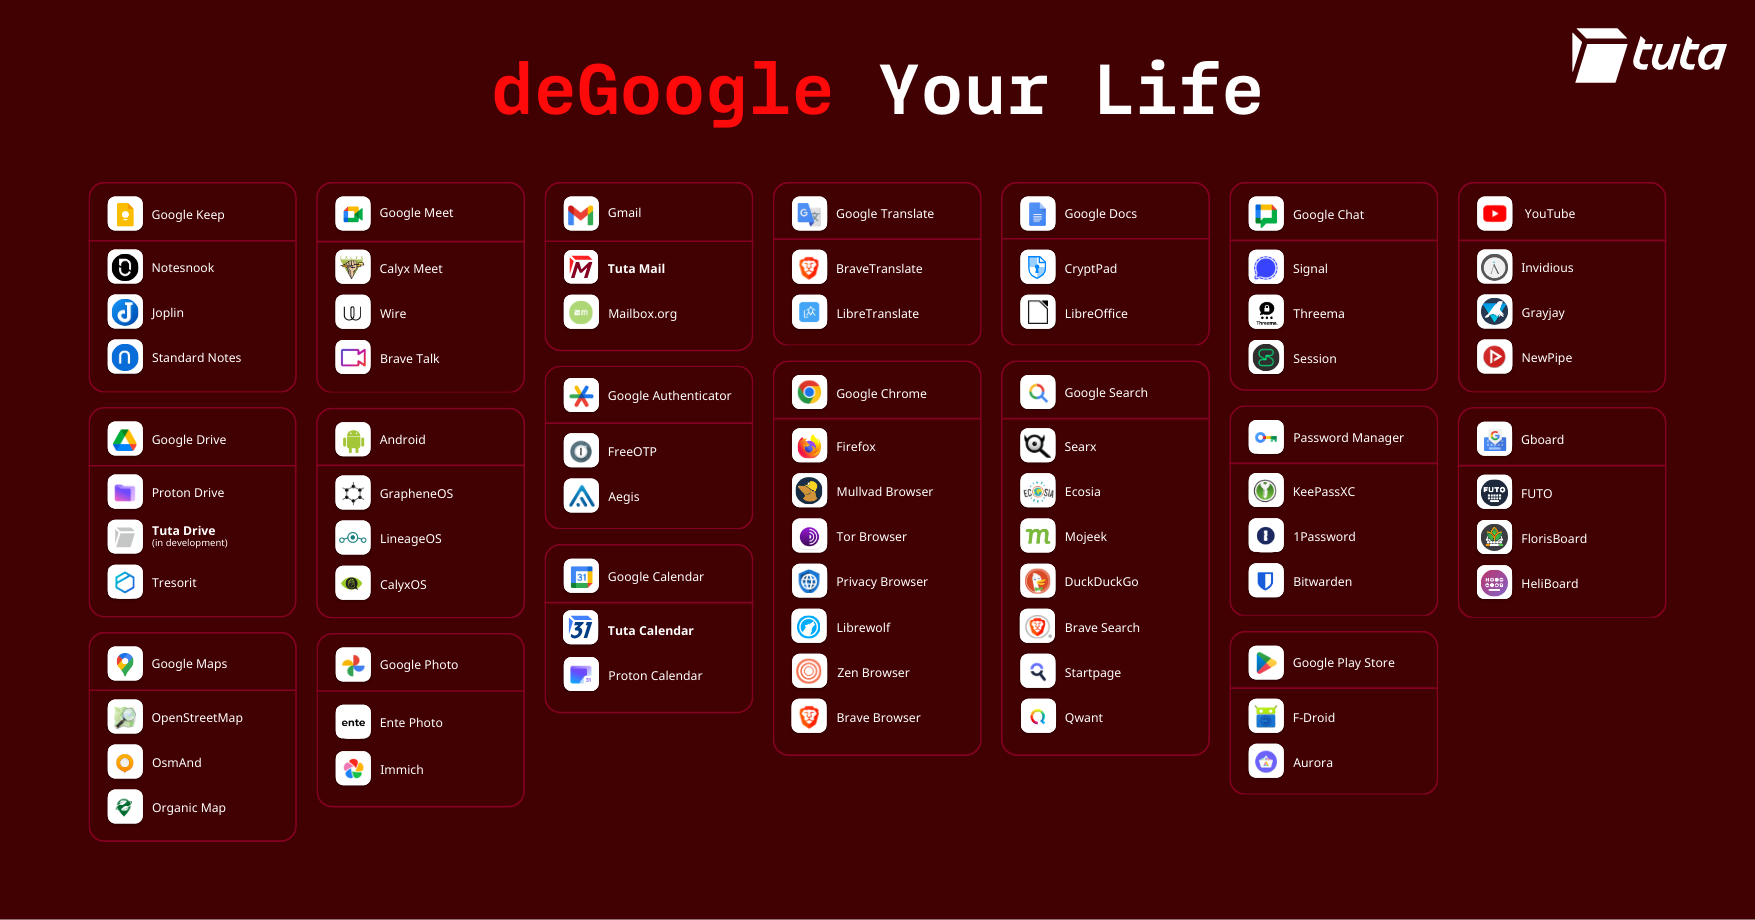 deGoogle Your Life
tuta
Google Keep
Notesnook
Joplin
Standard Notes
Google Drive
Proton Drive
Tuta Drive
(in development)
Tresorit
Google Maps
OpenStreetMap
OsmAnd
Organic Map
Google Meet
Calyx Meet
Wire
Brave Talk
Android
GrapheneOS
LineageOS
CalyxOS
Google Photo
ente
Ente Photo
Immich
Gmail
Tuta Mail
Mailbox.org
Google Authenticator
FreeOTP
Aegis
31
Google Calendar
31
Tuta Calendar
Proton Calendar
Google Translate
BraveTranslate
LibreTranslate
Google Chrome
Firefox
Mullvad Browser
Tor Browser
Privacy Browser
Librewolf
Zen Browser
Brave Browser
Google Docs
CryptPad
LibreOffice
Google Search
Searx
ECOSIA
Ecosia
Mojeek
DuckDuckGo
Brave Search
Startpage
Qwant
Google Chat
Signal
Threema.
Threema
Session
Password Manager
KeePassXC
1Password
Bitwarden
Google Play Store
F-Droid
Aurora
YouTube
Invidious
Grayjay
NewPipe
Gboard
FUTO
FUTO
FlorisBoard
HeliBoard